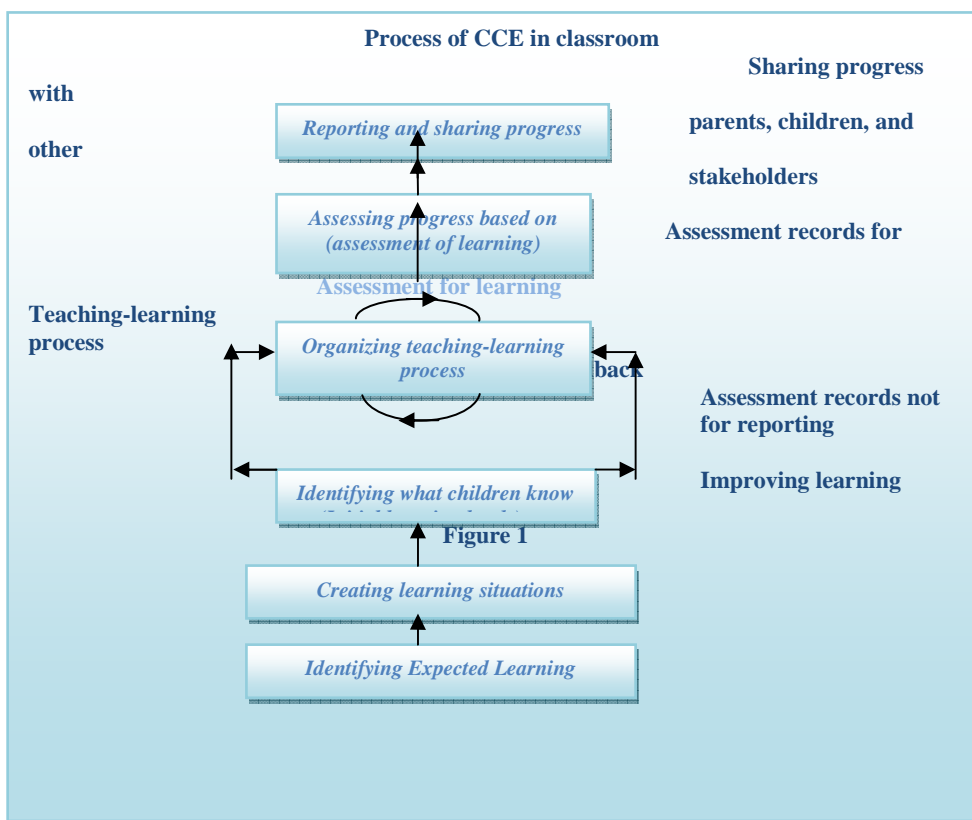 Process of CCE in classroom
Sharing progress
with
Reporting and sharing progress
parents, children, and
other
stakeholders
Assessing progress based on
(assessment of learning)
Assessment records for
Assessment for learning
Teaching-learning
process
Organizing teaching-learning
process
back
Assessment records not
for reporting
Improving learning
Identifying what children know
Figure 1
Creating learning situations
Identifying Expected Learning